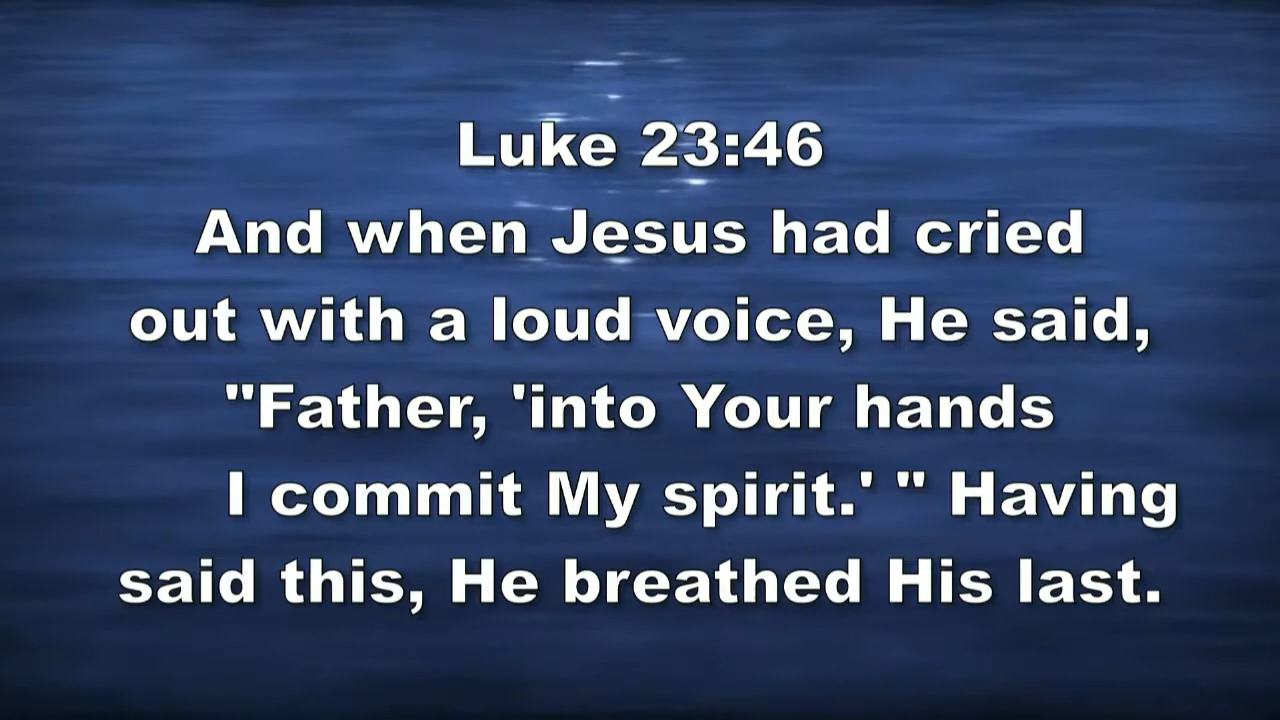 Luke 23:46
And when Jesus had cried
out with a loud voice, He said,
"Father, 'into Your hands
I commit My spirit.' " Having
said this, He breathed His last.